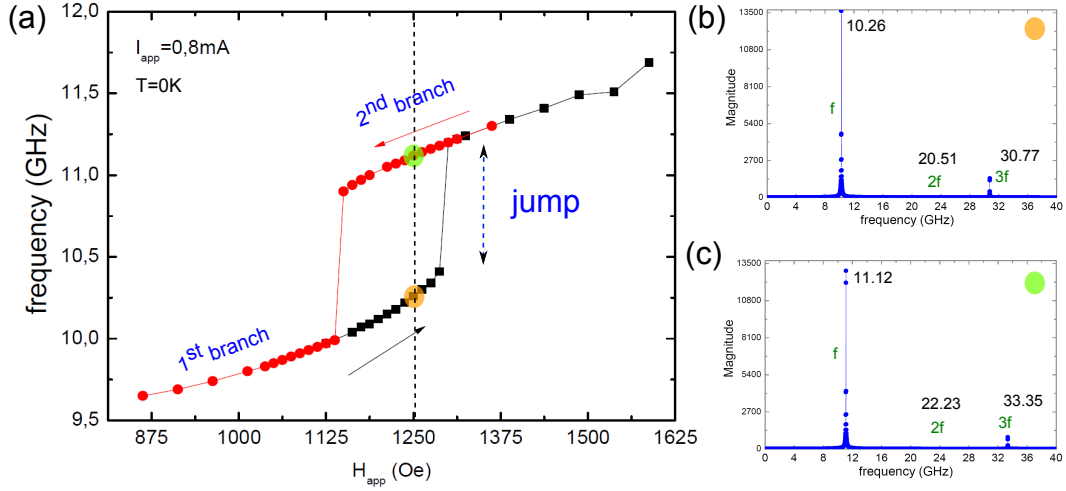 (a)
I_app=0,8mA
T=0K
2nd branch
jump
1st branch
12,0
11,5
11,0
10,5
10,0
9,5
frequency (GHz)
875 1000 1125 1250 1375 1500 1625
H_app (Oe)
(b)
13500
10800
8100
5400
2700
0
Magnitude
10.26
f
20.51
2f
30.77
3f
0 4 8 12 16 20 24 28 32 36 40
frequency (GHz)
(c)
13500
10800
8100
5400
2700
0
Magnitude
11.12
f
22.23
2f
33.35
3f
0 4 8 12 16 20 24 28 32 36 40
frequency (GHz)